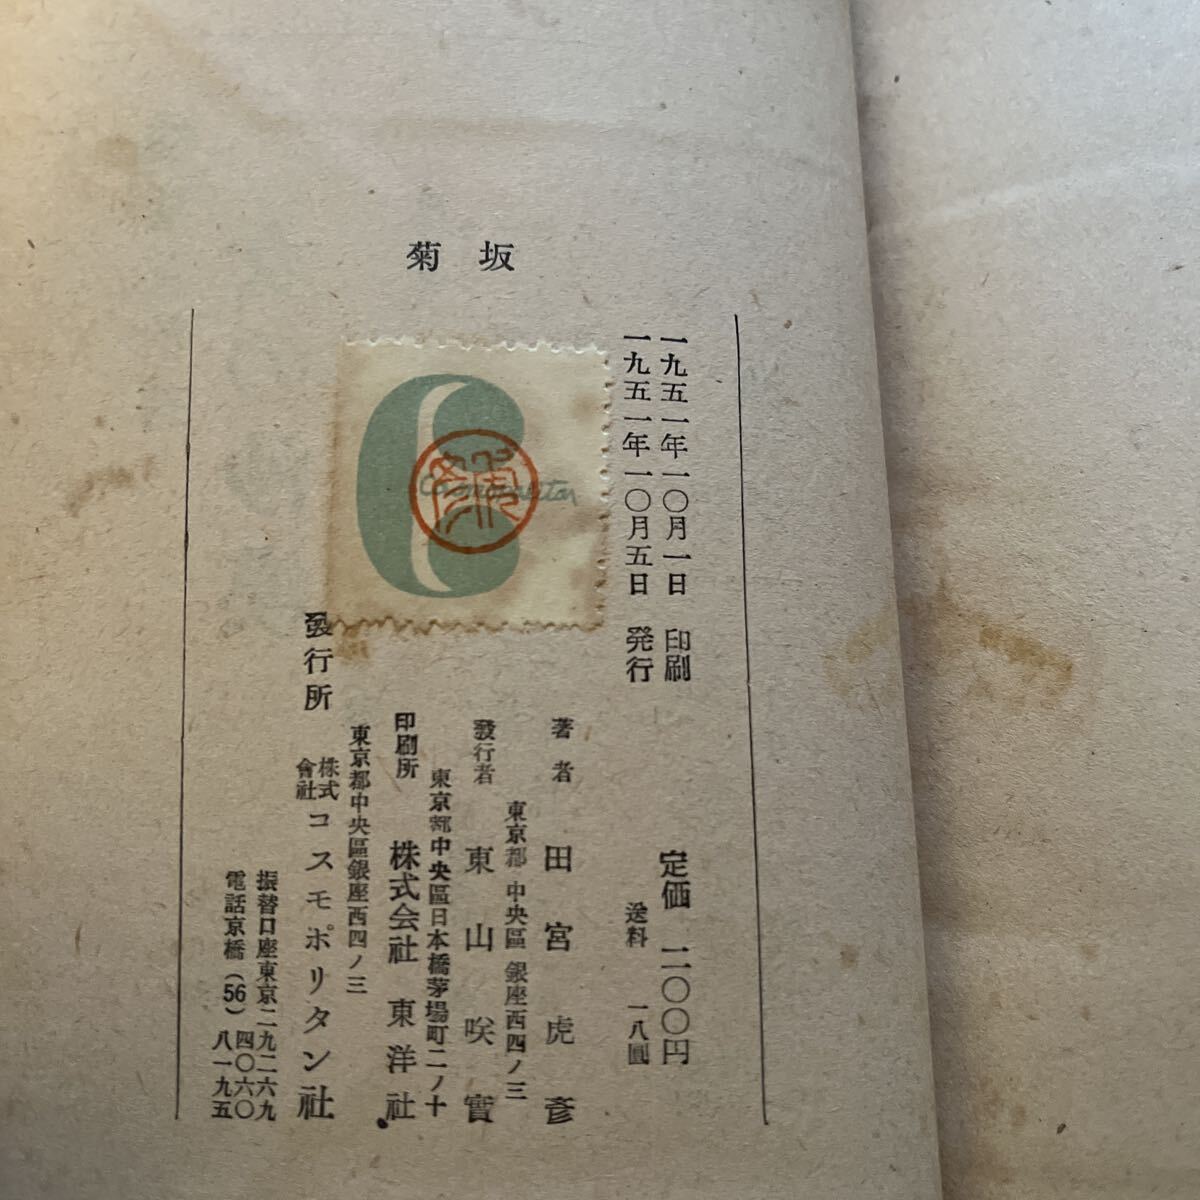 菊坂
一九五一年一〇月一日 印刷
一九五一年一〇月五日 発行
定価 二〇〇円
送料 一八圓
著者 田宮虎彦
東京都中央區銀座西四ノ三
發行者 東山咲實
東京都中央區日本橋茅場町二ノ十
印刷所 株式会社 東洋社
東京都中央區銀座西四ノ三
發行所 株式會社 コスモポリタン社
振替口座東京二九二六九
電話京橋(56)四〇六〇
八一九五
Cosmopolitan